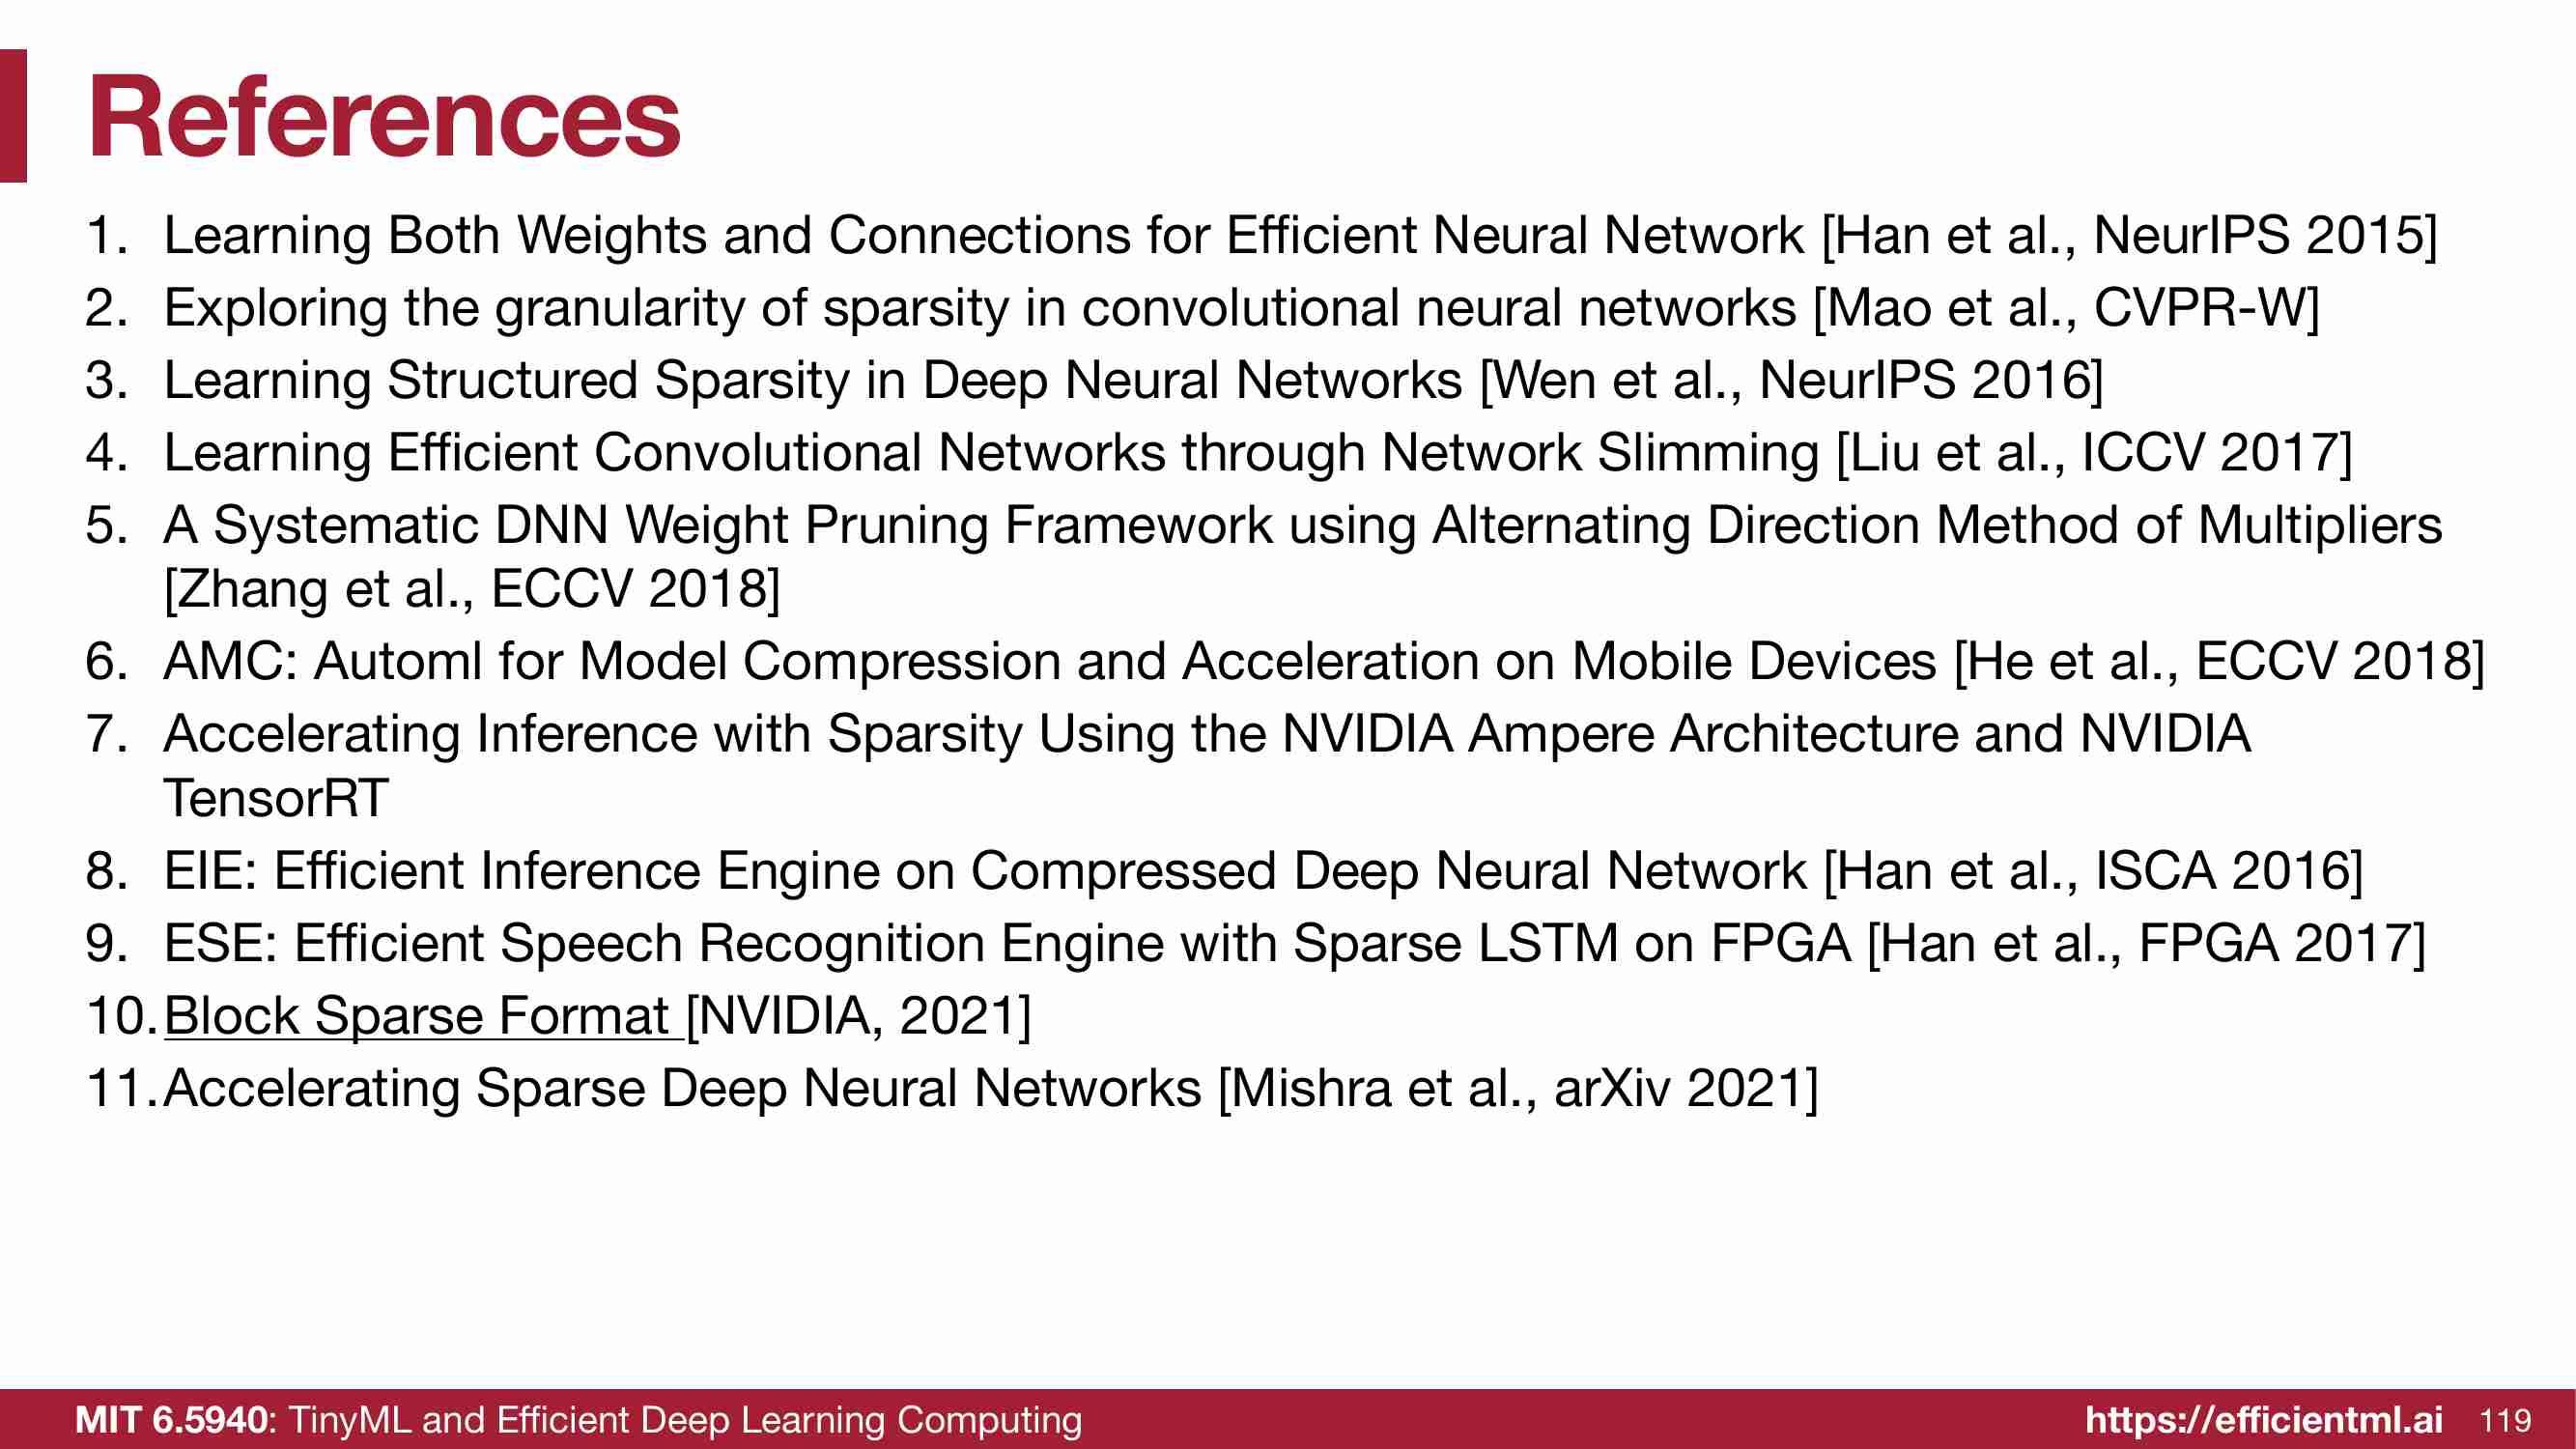 References
1. Learning Both Weights and Connections for Efficient Neural Network [Han et al., NeurIPS 2015]
2. Exploring the granularity of sparsity in convolutional neural networks [Mao et al., CVPR-W]
3. Learning Structured Sparsity in Deep Neural Networks [Wen et al., NeurIPS 2016]
4. Learning Efficient Convolutional Networks through Network Slimming [Liu et al., ICCV 2017]
5. A Systematic DNN Weight Pruning Framework using Alternating Direction Method of Multipliers
[Zhang et al., ECCV 2018]
6. AMC: Automl for Model Compression and Acceleration on Mobile Devices [He et al., ECCV 2018]
7. Accelerating Inference with Sparsity Using the NVIDIA Ampere Architecture and NVIDIA
TensorRT
8. EIE: Efficient Inference Engine on Compressed Deep Neural Network [Han et al., ISCA 2016]
9. ESE: Efficient Speech Recognition Engine with Sparse LSTM on FPGA [Han et al., FPGA 2017]
10. Block Sparse Format [NVIDIA, 2021]
11. Accelerating Sparse Deep Neural Networks [Mishra et al., arXiv 2021]
MIT 6.5940: TinyML and Efficient Deep Learning Computing https://efficientml.ai 119